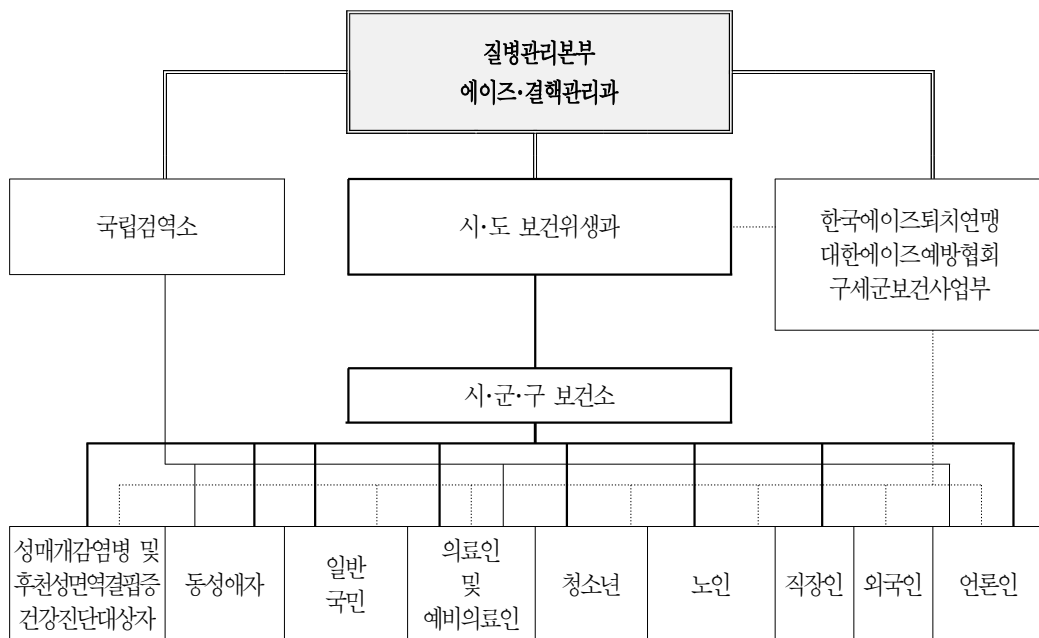 질병관리본부
에이즈·결핵관리과
국립검역소
시·도 보건위생과
한국에이즈퇴치연맹
대한에이즈예방협회
구세군보건사업부
시·군·구 보건소
성매개감염병 및
후천성면역결핍증
건강진단대상자
동성애자
일반
국민
의료인
및
예비의료인
청소년
노인
직장인
외국인
언론인